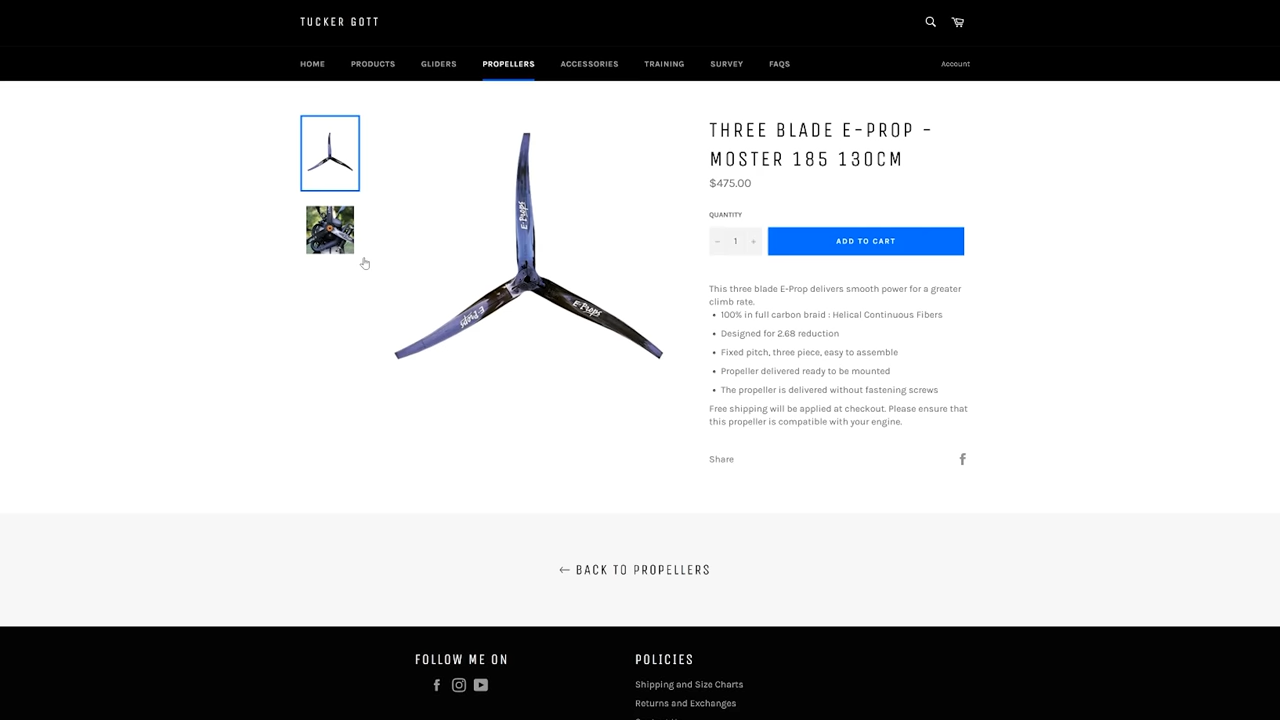 TUCKER GOTT
HOME PRODUCTS GLIDERS PROPELLERS ACCESSORIES TRAINING SURVEY FAQS Account
THREE BLADE E-PROP -
MOSTER 185 130CM
$475.00
QUANTITY
− 1 + ADD TO CART
E-Props
E-Props
E-Props
This three blade E-Prop delivers smooth power for a greater
climb rate.
• 100% in full carbon braid : Helical Continuous Fibers
• Designed for 2.68 reduction
• Fixed pitch, three piece, easy to assemble
• Propeller delivered ready to be mounted
• The propeller is delivered without fastening screws
Free shipping will be applied at checkout. Please ensure that
this propeller is compatible with your engine.
Share
← BACK TO PROPELLERS
FOLLOW ME ON
POLICIES
Shipping and Size Charts
Returns and Exchanges